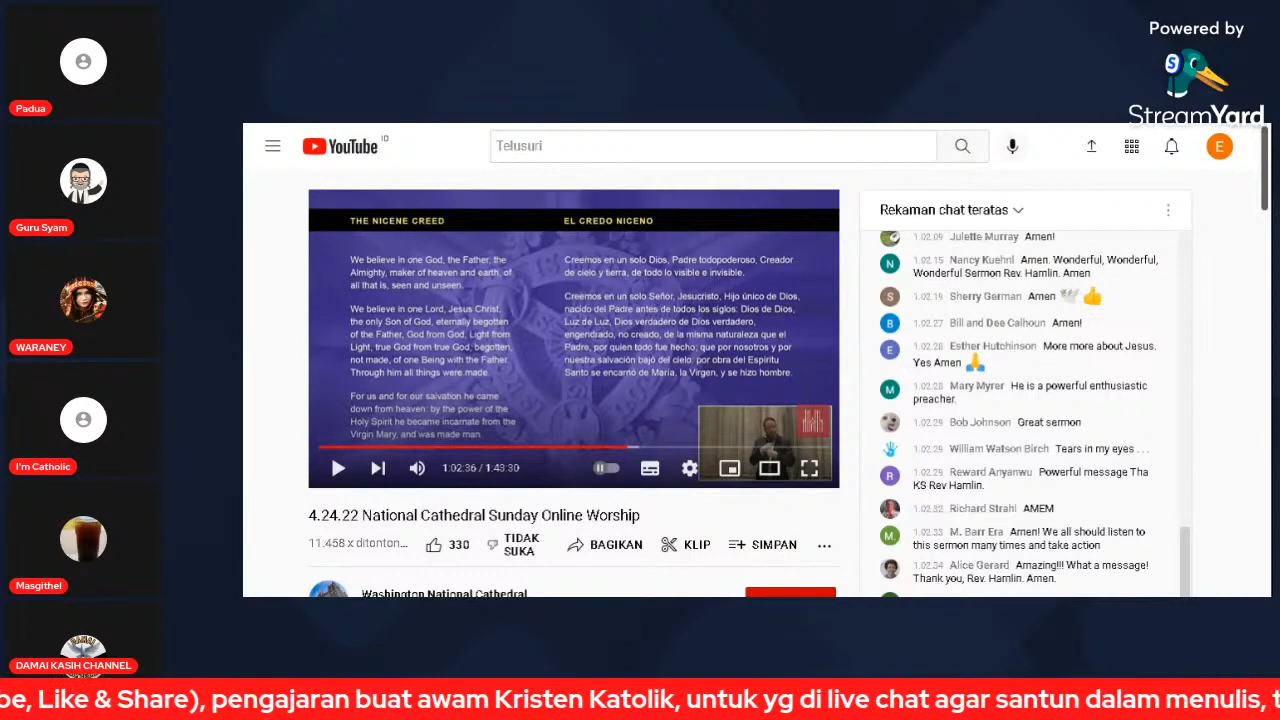 Padua
Guru Syam
WARANEY
I'm Catholic
Masgithel
DAMAI KASIH CHANNEL
Powered by
StreamYard
YouTube ID
Telusuri
E
THE NICENE CREED
We believe in one God, the Father, the
Almighty, maker of heaven and earth, of
all that is, seen and unseen.
We believe in one Lord, Jesus Christ,
the only Son of God, eternally begotten
of the Father, God from God, Light from
Light, true God from true God, begotten,
not made, of one Being with the Father.
Through him all things were made.
For us and for our salvation he came
down from heaven: by the power of the
Holy Spirit he became incarnate from the
Virgin Mary, and was made man.
EL CREDO NICENO
Creemos en un solo Dios, Padre todopoderoso, Creador
de cielo y tierra, de todo lo visible e invisible.
Creemos en un solo Señor, Jesucristo, Hijo único de Dios,
nacido del Padre antes de todos los siglos: Dios de Dios,
Luz de Luz, Dios verdadero de Dios verdadero,
engendrado, no creado, de la misma naturaleza que el
Padre, por quien todo fue hecho; que por nosotros y por
nuestra salvación bajó del cielo: por obra del Espíritu
Santo se encarnó de María, la Virgen, y se hizo hombre.
1:02:36 / 1:43:30
4.24.22 National Cathedral Sunday Online Worship
11.458 x ditonton...
330
TIDAK
SUKA
BAGIKAN
KLIP
SIMPAN
Washington National Cathedral
Rekaman chat teratas
1.02.09 Julette Murray Amen!
N 1.02.15 Nancy Kuehnl Amen. Wonderful, Wonderful,
Wonderful Sermon Rev. Hamlin. Amen
S 1.02.19 Sherry German Amen 🕊️👍
B 1.02.27 Bill and Dee Calhoun Amen!
E 1.02.28 Esther Hutchinson More more about Jesus.
Yes Amen 🙏
M 1.02.28 Mary Myrer He is a powerful enthusiastic
preacher.
1.02.29 Bob Johnson Great sermon
1.02.29 William Watson Birch Tears in my eyes . . .
R 1.02.29 Reward Anyanwu Powerful message Tha
KS Rev Hamlin.
1.02.32 Richard Strahl AMEM
M. 1.02.33 M. Barr Era Amen! We all should listen to
this sermon many times and take action
1.02.34 Alice Gerard Amazing!!! What a message!
Thank you, Rev. Hamlin. Amen.
be, Like & Share), pengajaran buat awam Kristen Katolik, untuk yg di live chat agar santun dalam menulis, t